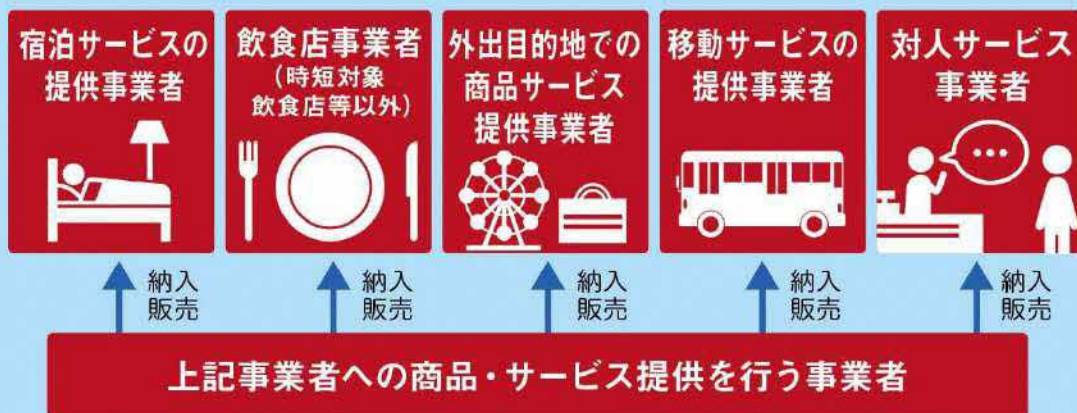 宿泊サービスの
提供事業者
飲食店事業者
(時短対象
飲食店等以外)
外出目的地での
商品サービス
提供事業者
移動サービスの
提供事業者
対人サービス
事業者
納入
販売
納入
販売
納入
販売
納入
販売
納入
販売
上記事業者への商品・サービス提供を行う事業者